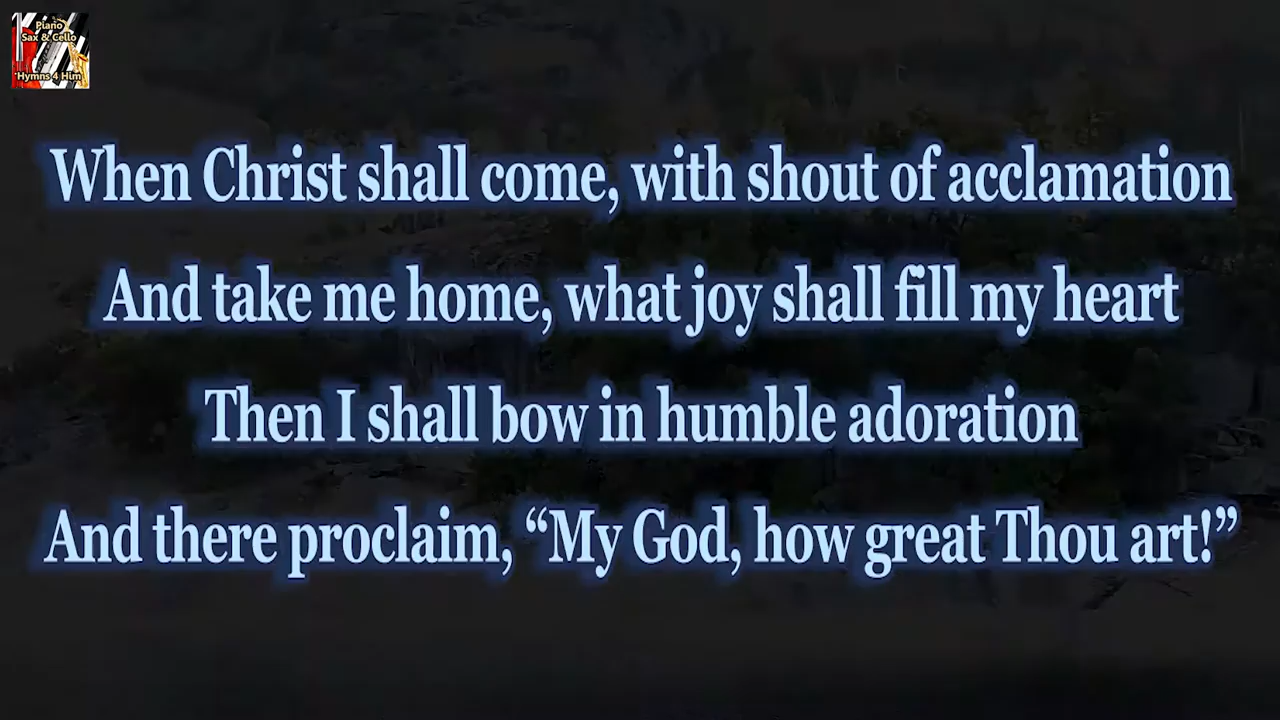 Piano
Sax & Cello
Hymns 4 Him
When Christ shall come, with shout of acclamation
And take me home, what joy shall fill my heart
Then I shall bow in humble adoration
And there proclaim, “My God, how great Thou art!”